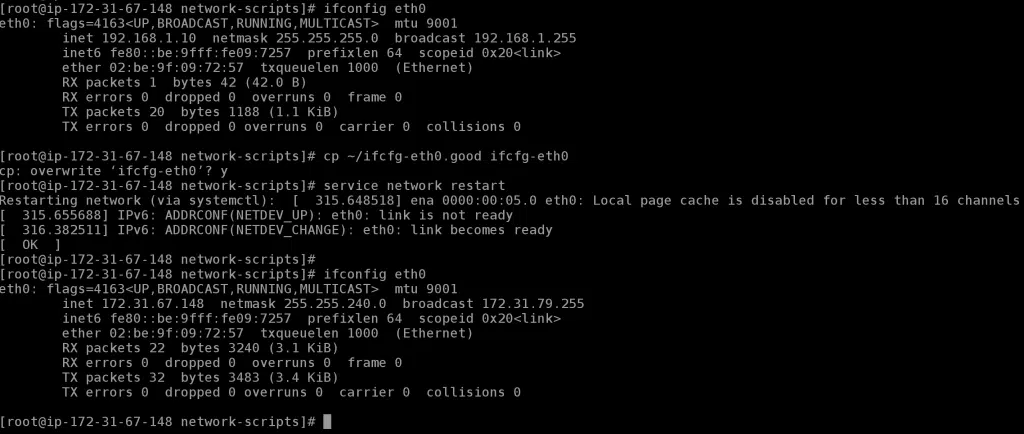 [root@ip-172-31-67-148 network-scripts]# ifconfig eth0
eth0: flags=4163<UP,BROADCAST,RUNNING,MULTICAST>  mtu 9001
        inet 192.168.1.10  netmask 255.255.255.0  broadcast 192.168.1.255
        inet6 fe80::be:9fff:fe09:7257  prefixlen 64  scopeid 0x20<link>
        ether 02:be:9f:09:72:57  txqueuelen 1000  (Ethernet)
        RX packets 1  bytes 42 (42.0 B)
        RX errors 0  dropped 0  overruns 0  frame 0
        TX packets 20  bytes 1188 (1.1 KiB)
        TX errors 0  dropped 0 overruns 0  carrier 0  collisions 0

[root@ip-172-31-67-148 network-scripts]# cp ~/ifcfg-eth0.good ifcfg-eth0
cp: overwrite ‘ifcfg-eth0’? y
[root@ip-172-31-67-148 network-scripts]# service network restart
Restarting network (via systemctl):  [  315.648518] ena 0000:00:05.0 eth0: Local page cache is disabled for less than 16 channels
[  315.655688] IPv6: ADDRCONF(NETDEV_UP): eth0: link is not ready
[  316.382511] IPv6: ADDRCONF(NETDEV_CHANGE): eth0: link becomes ready
[  OK  ]
[root@ip-172-31-67-148 network-scripts]#
[root@ip-172-31-67-148 network-scripts]# ifconfig eth0
eth0: flags=4163<UP,BROADCAST,RUNNING,MULTICAST>  mtu 9001
        inet 172.31.67.148  netmask 255.255.240.0  broadcast 172.31.79.255
        inet6 fe80::be:9fff:fe09:7257  prefixlen 64  scopeid 0x20<link>
        ether 02:be:9f:09:72:57  txqueuelen 1000  (Ethernet)
        RX packets 22  bytes 3240 (3.1 KiB)
        RX errors 0  dropped 0  overruns 0  frame 0
        TX packets 32  bytes 3483 (3.4 KiB)
        TX errors 0  dropped 0 overruns 0  carrier 0  collisions 0

[root@ip-172-31-67-148 network-scripts]#